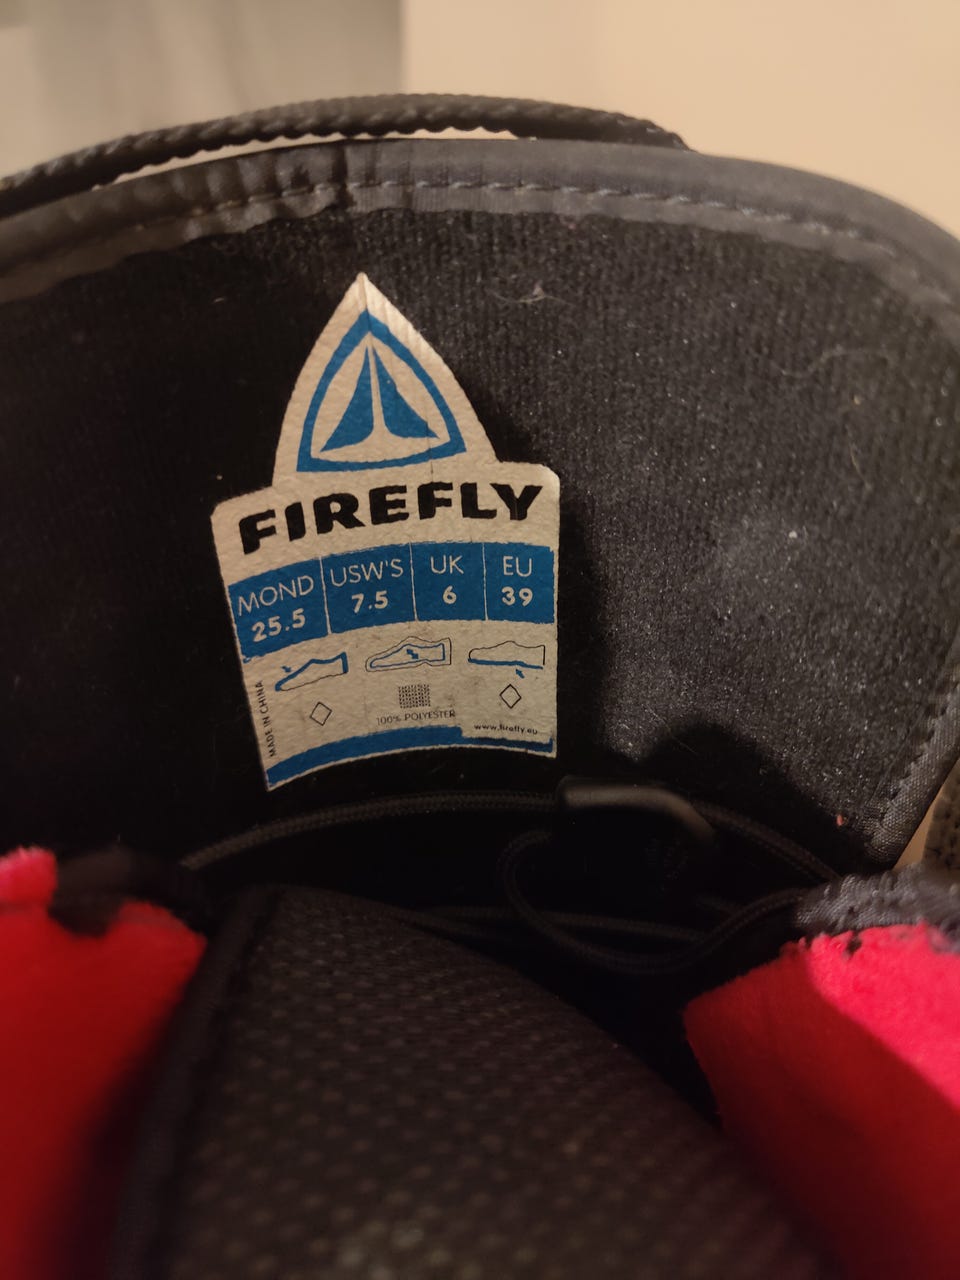 FIREFLY
MOND USW'S UK EU
25.5 7.5 6 39
MADE IN CHINA
100% POLYESTER
www.firefly.eu